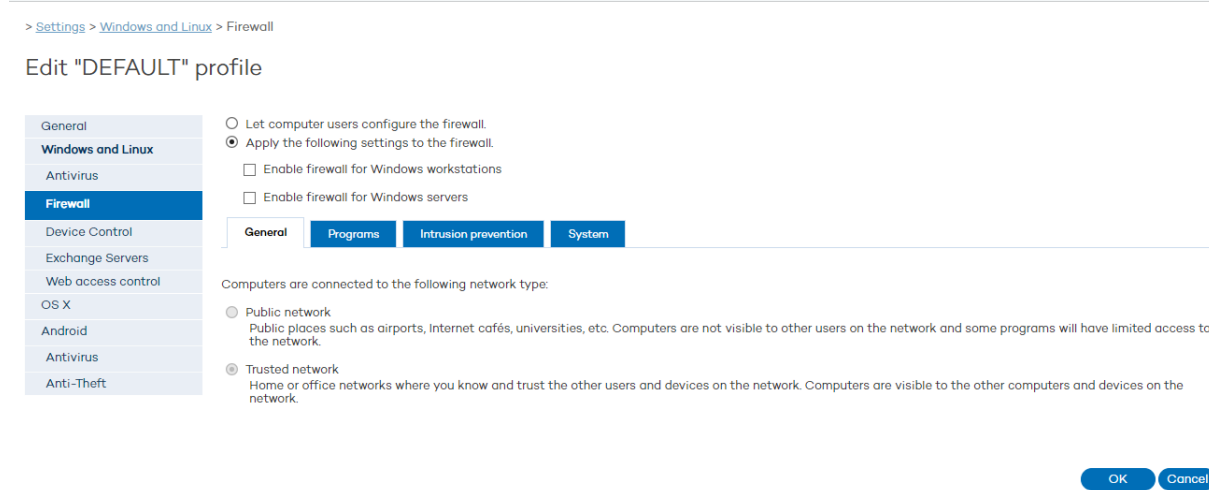 > Settings > Windows and Linux > Firewall
Edit "DEFAULT" profile
General
Windows and Linux
Antivirus
Firewall
Device Control
Exchange Servers
Web access control
OS X
Android
Antivirus
Anti-Theft
Let computer users configure the firewall.
Apply the following settings to the firewall.
Enable firewall for Windows workstations
Enable firewall for Windows servers
General Programs Intrusion prevention System
Computers are connected to the following network type:
Public network
Public places such as airports, Internet cafés, universities, etc. Computers are not visible to other users on the network and some programs will have limited access to
the network.
Trusted network
Home or office networks where you know and trust the other users and devices on the network. Computers are visible to the other computers and devices on the
network.
OK Cancel